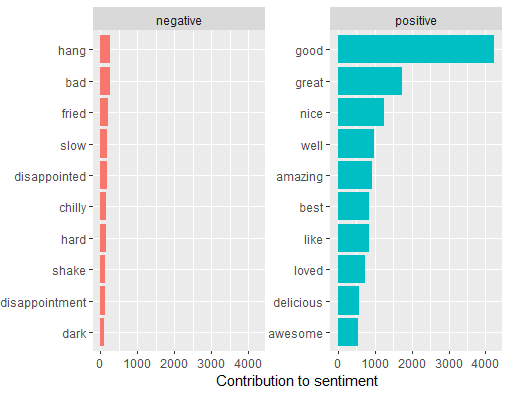 negative
hang
bad
fried
slow
disappointed
chilly
hard
shake
disappointment
dark
0 1000 2000 3000 4000
positive
good
great
nice
well
amazing
best
like
loved
delicious
awesome
0 1000 2000 3000 4000
Contribution to sentiment